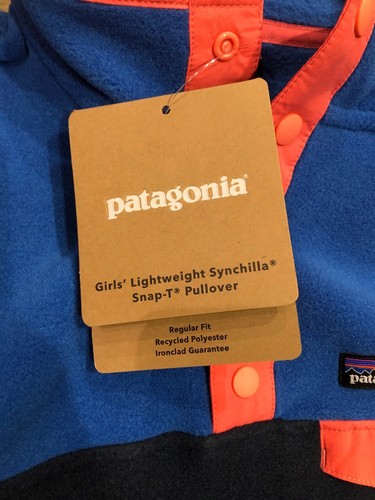 patagonia®
Girls' Lightweight Synchilla®
Snap-T® Pullover
Regular Fit
Recycled Polyester
Ironclad Guarantee
pata